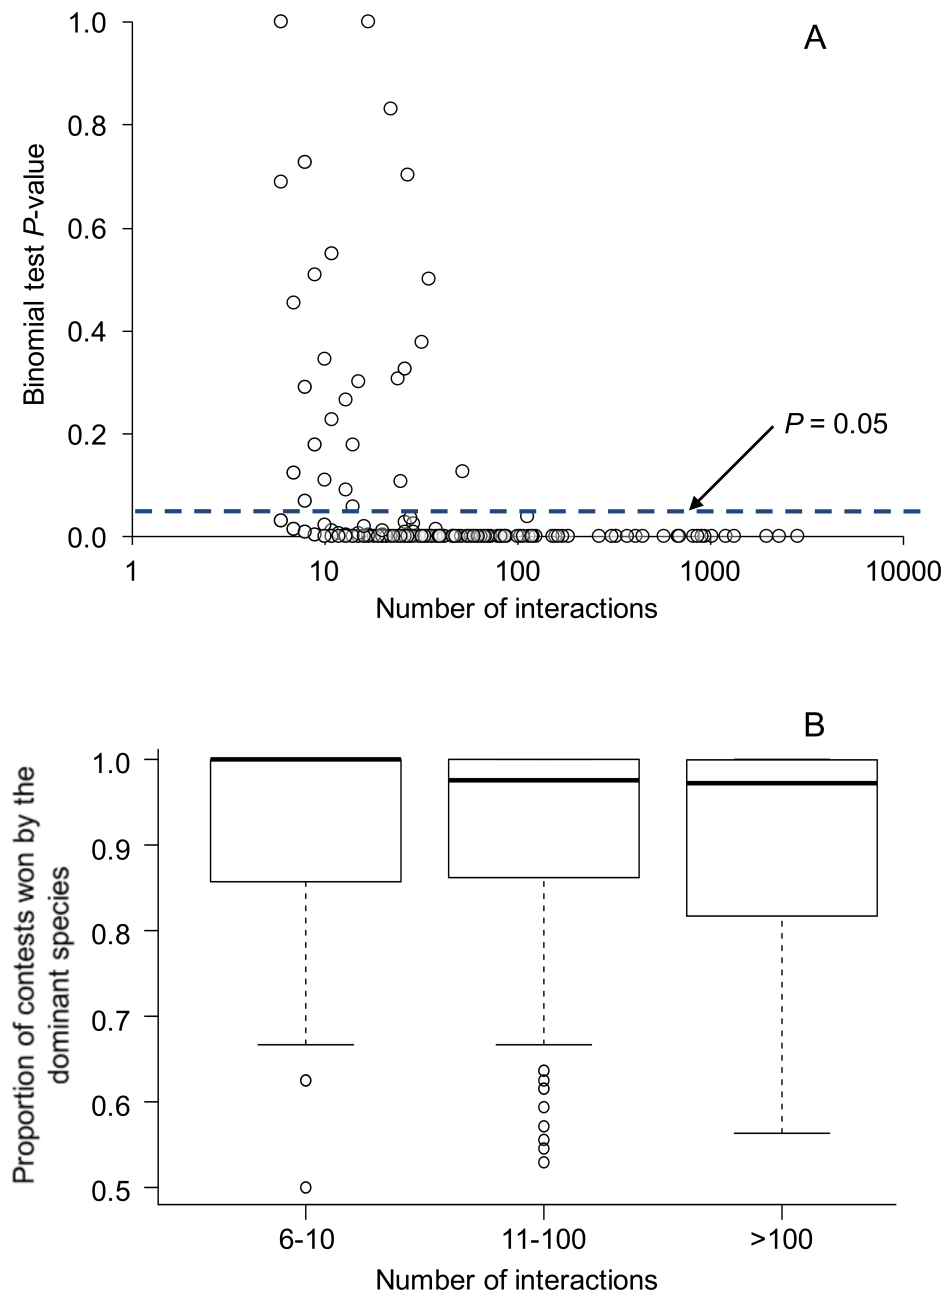 A
1.0
0.8
0.6
0.4
0.2
0.0
Binomial test P-value
P = 0.05
1 10 100 1000 10000
Number of interactions
B
1.0
0.9
0.8
0.7
0.6
0.5
Proportion of contests won by the
dominant species
6-10 11-100 >100
Number of interactions